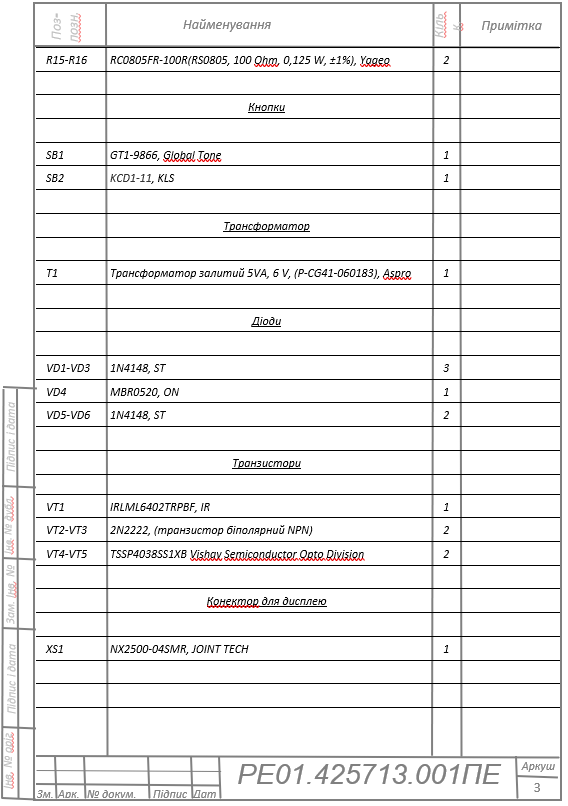 Поз-
позн.
Найменування
Кіль
к.
Примітка
R15-R16 RC0805FR-100R(RS0805, 100 Ohm, 0,125 W, ±1%), Yageo 2
Кнопки
SB1 GT1-9866, Global Tone 1
SB2 KCD1-11, KLS 1
Трансформатор
T1 Трансформатор залитий 5VA, 6 V, (P-CG41-060183), Aspro 1
Діоди
VD1-VD3 1N4148, ST 3
VD4 MBR0520, ON 1
VD5-VD6 1N4148, ST 2
Транзистори
VT1 IRLML6402TRPBF, IR 1
VT2-VT3 2N2222, (транзистор біполярний NPN) 2
VT4-VT5 TSSP4038SS1XB Vishay Semiconductor Opto Division 2
Конектор для дисплею
XS1 NX2500-04SMR, JOINT TECH 1
Підпис і дата
Інв. № дубл.
Зам. Інв. №
Підпис і дата
Інв. № оріг
Зм. Арк. № докум. Підпис Дат
РЕ01.425713.001ПЕ
Аркуш
3